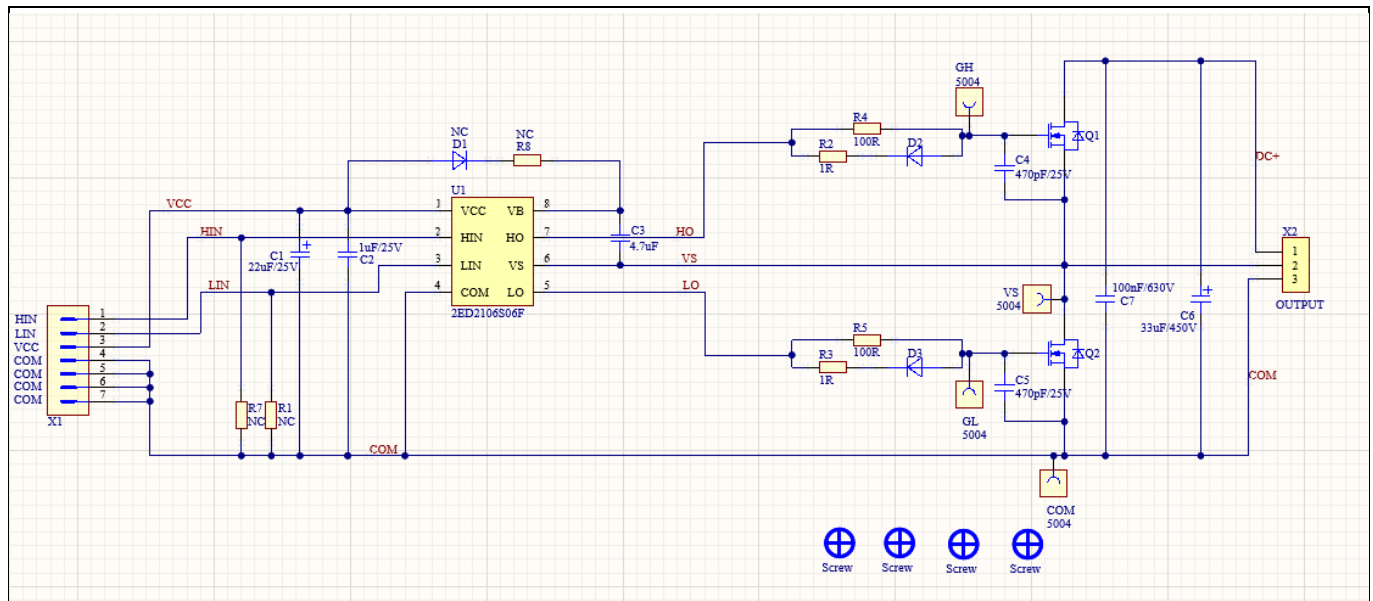 GH
5004
R4
100R
R2
1R
D2
C4
470pF/25V
Q1
DC+
NC
D1
NC
R8
U1
VCC
1
VCC
VB
8
HIN
2
HIN
HO
7
HO
C3
4.7uF
1uF/25V
C2
C1
22uF/25V
3
LIN
VS
6
VS
LIN
4
COM
LO
5
LO
2ED2106S06F
X2
1
2
3
OUTPUT
VS
5004
100nF/630V
C7
C6
33uF/450V
HIN
1
LIN
2
VCC
3
COM
4
COM
5
COM
6
COM
7
X1
R5
100R
R3
1R
D3
Q2
C5
470pF/25V
COM
R7
NC
R1
NC
GL
5004
COM
COM
5004
Screw
Screw
Screw
Screw